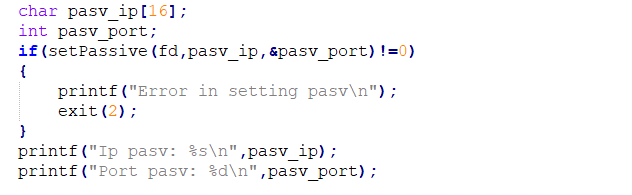 char pasv_ip[16];
int pasv_port;
if(setPassive(fd,pasv_ip,&pasv_port)!=0)
{
    printf("Error in setting pasv\n");
    exit(2);
}
printf("Ip pasv: %s\n",pasv_ip);
printf("Port pasv: %d\n",pasv_port);